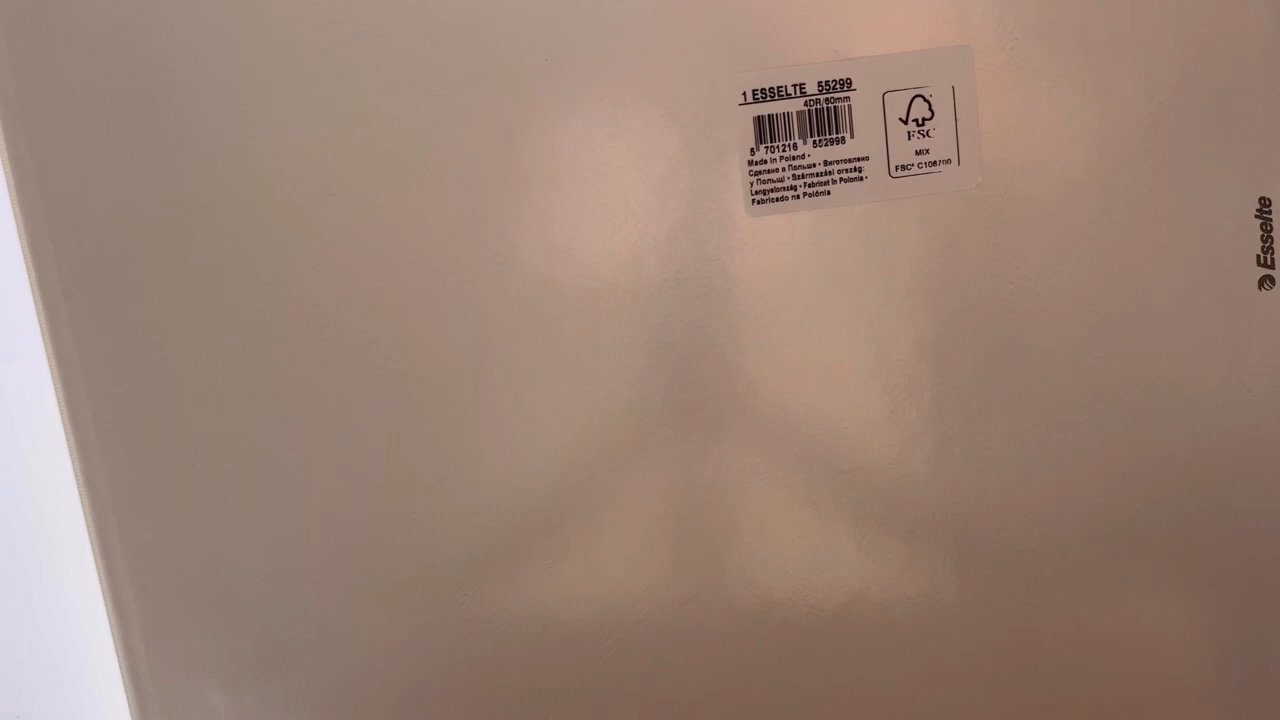 1 ESSELTE 55299
4DR/60mm
5 701216 552998
Made in Poland •
Сделано в Польше • Виготовлено
у Польщі • Származási ország:
Lengyelország • Fabricat în Polonia •
Fabricado na Polónia
FSC
MIX
FSC® C106700
Esselte